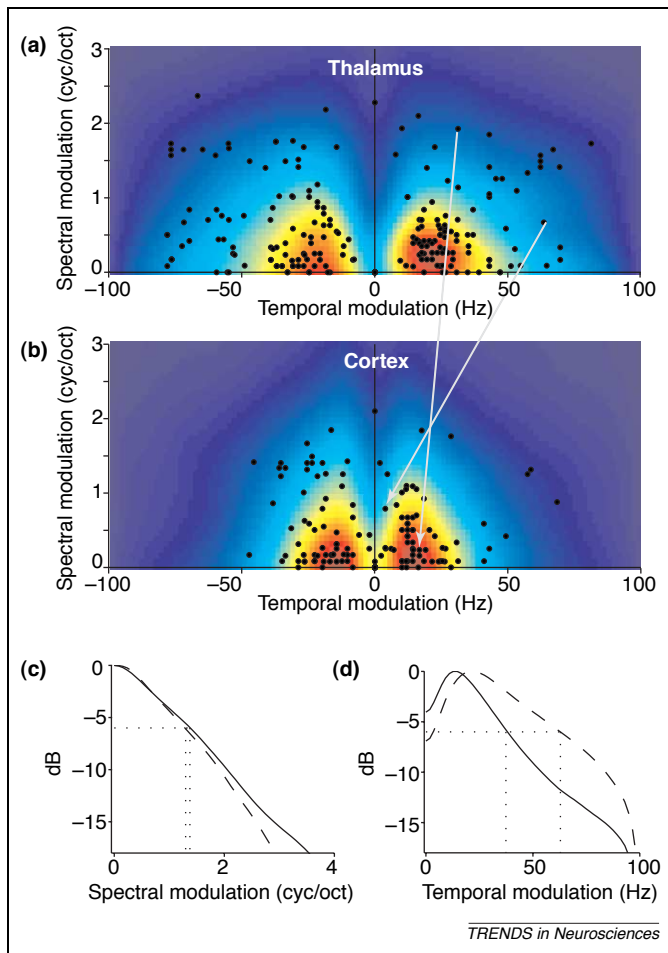 (a)
Spectral modulation (cyc/oct)
3
2
1
0
Thalamus
−100
−50
0
50
100
Temporal modulation (Hz)
(b)
Spectral modulation (cyc/oct)
3
2
1
0
Cortex
−100
−50
0
50
100
Temporal modulation (Hz)
(c)
dB
0
−5
−10
−15
0
2
4
Spectral modulation (cyc/oct)
(d)
dB
0
−5
−10
−15
0
50
100
Temporal modulation (Hz)
TRENDS in Neurosciences